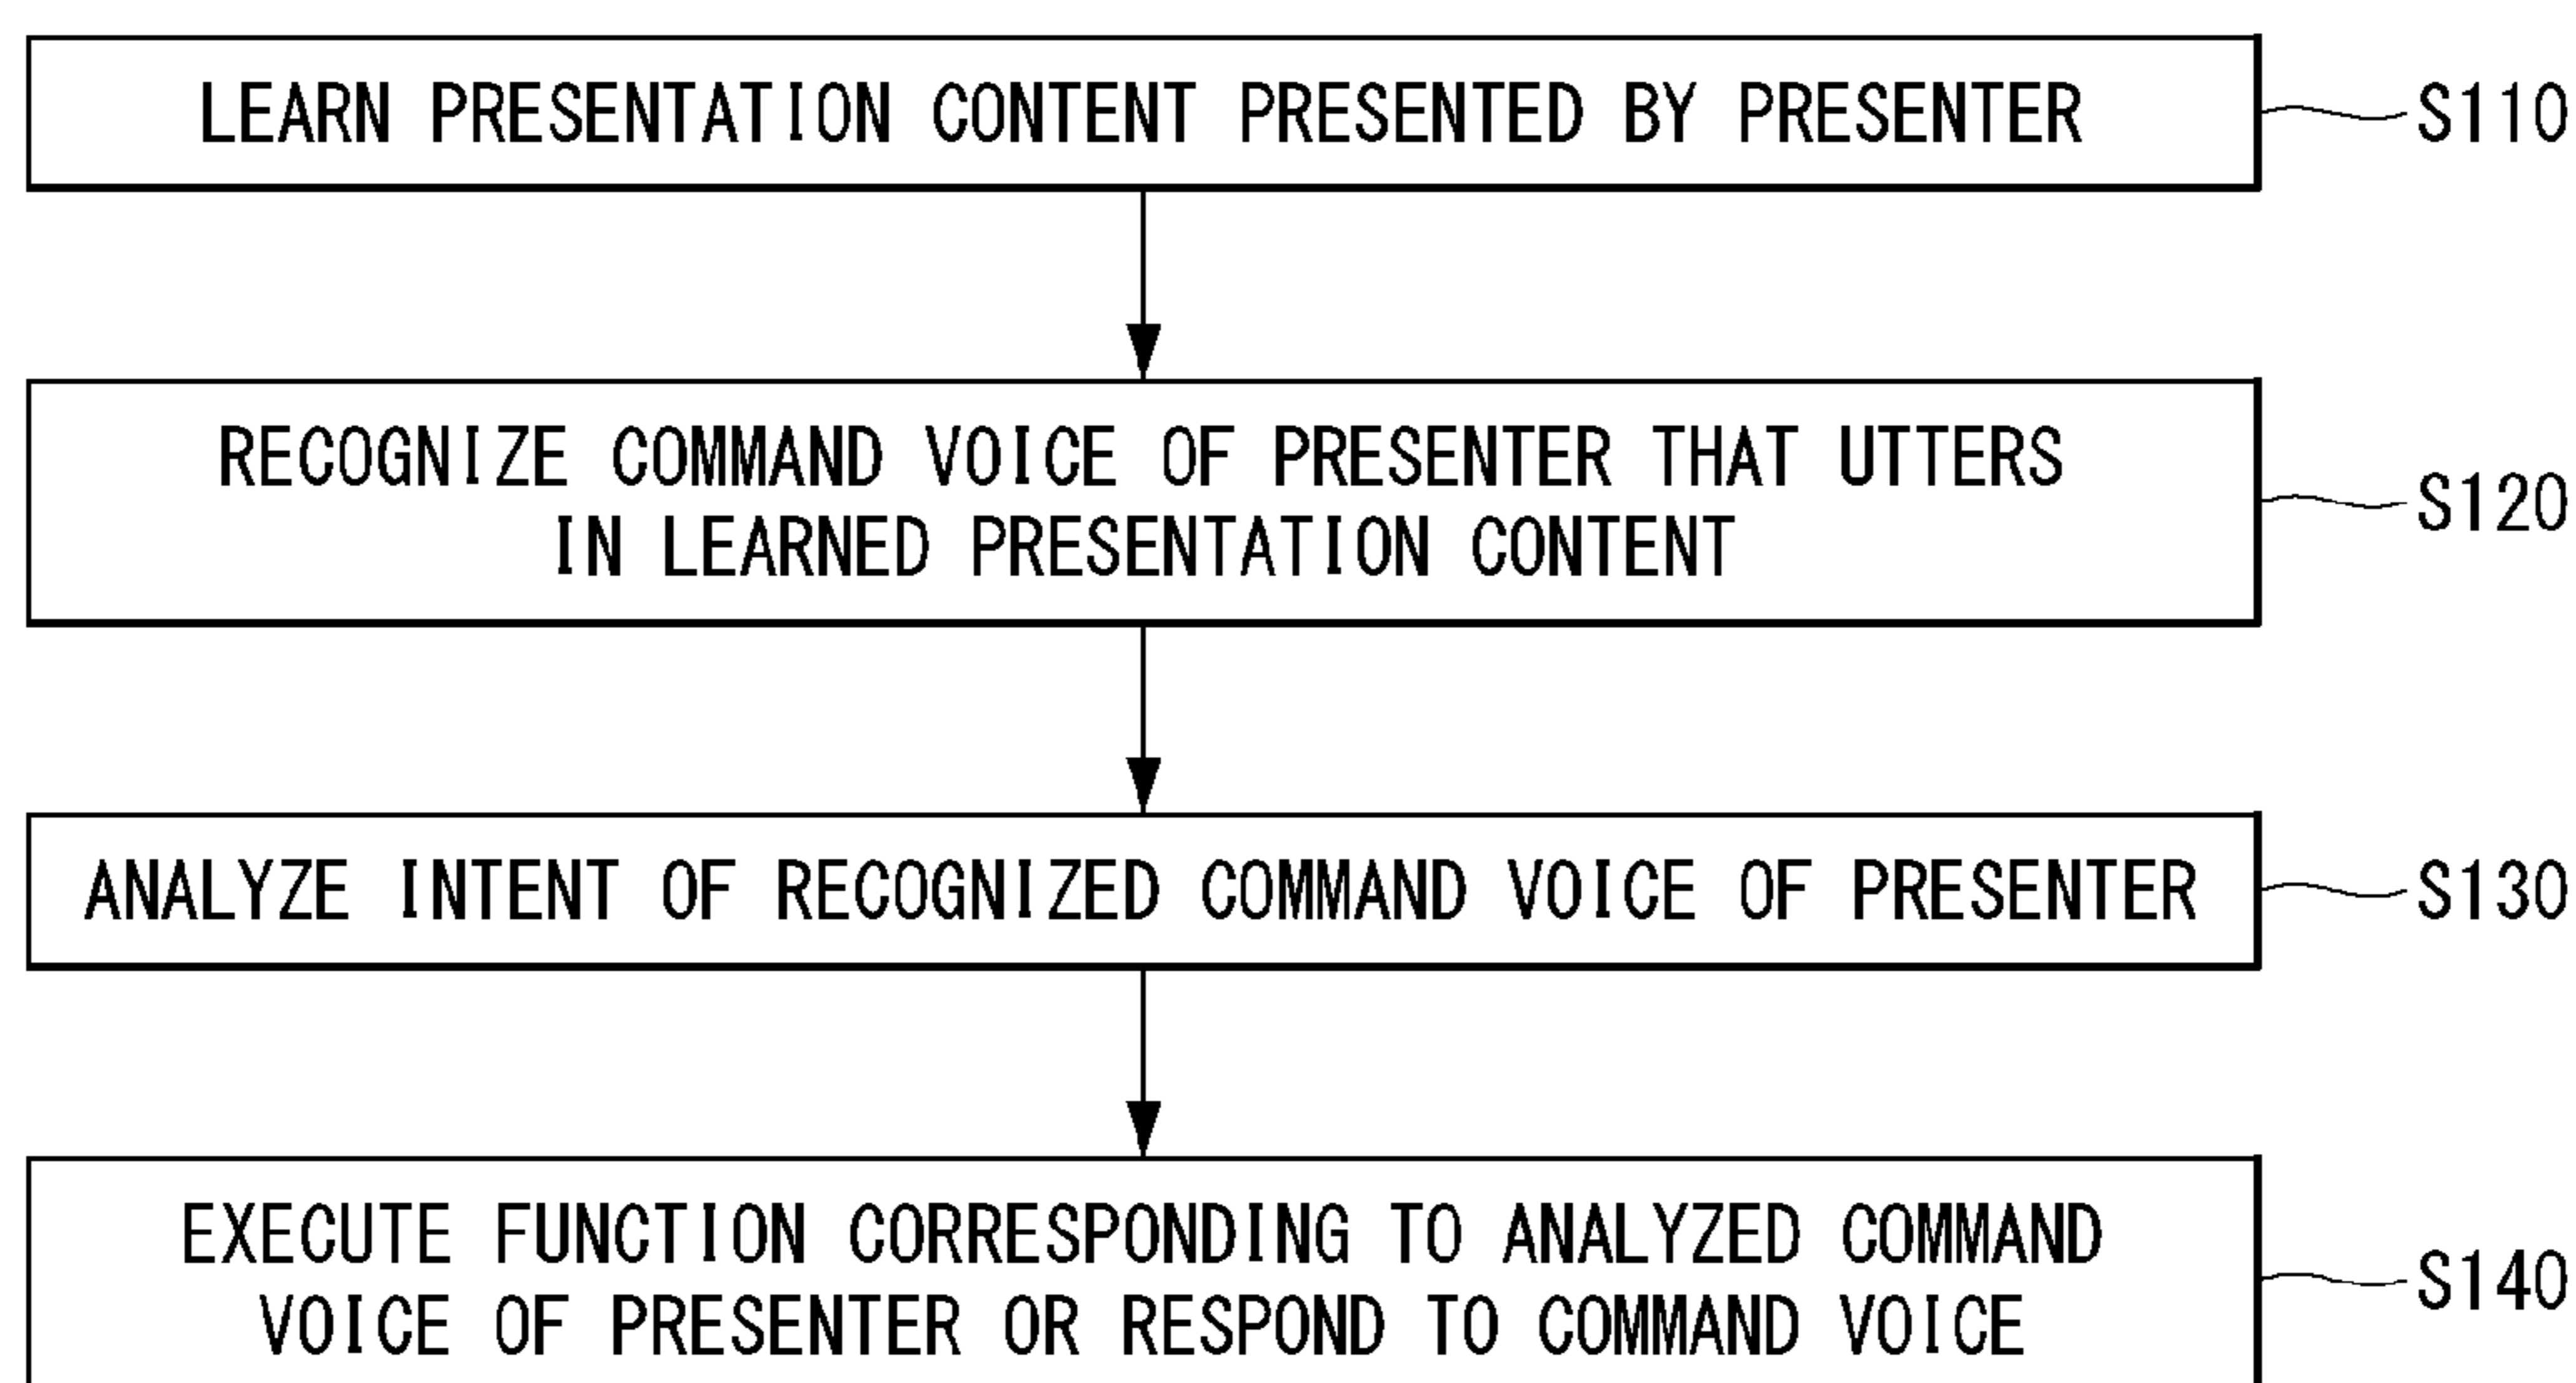 LEARN PRESENTATION CONTENT PRESENTED BY PRESENTER
S110
RECOGNIZE COMMAND VOICE OF PRESENTER THAT UTTERS
IN LEARNED PRESENTATION CONTENT
S120
ANALYZE INTENT OF RECOGNIZED COMMAND VOICE OF PRESENTER
S130
EXECUTE FUNCTION CORRESPONDING TO ANALYZED COMMAND
VOICE OF PRESENTER OR RESPOND TO COMMAND VOICE
S140